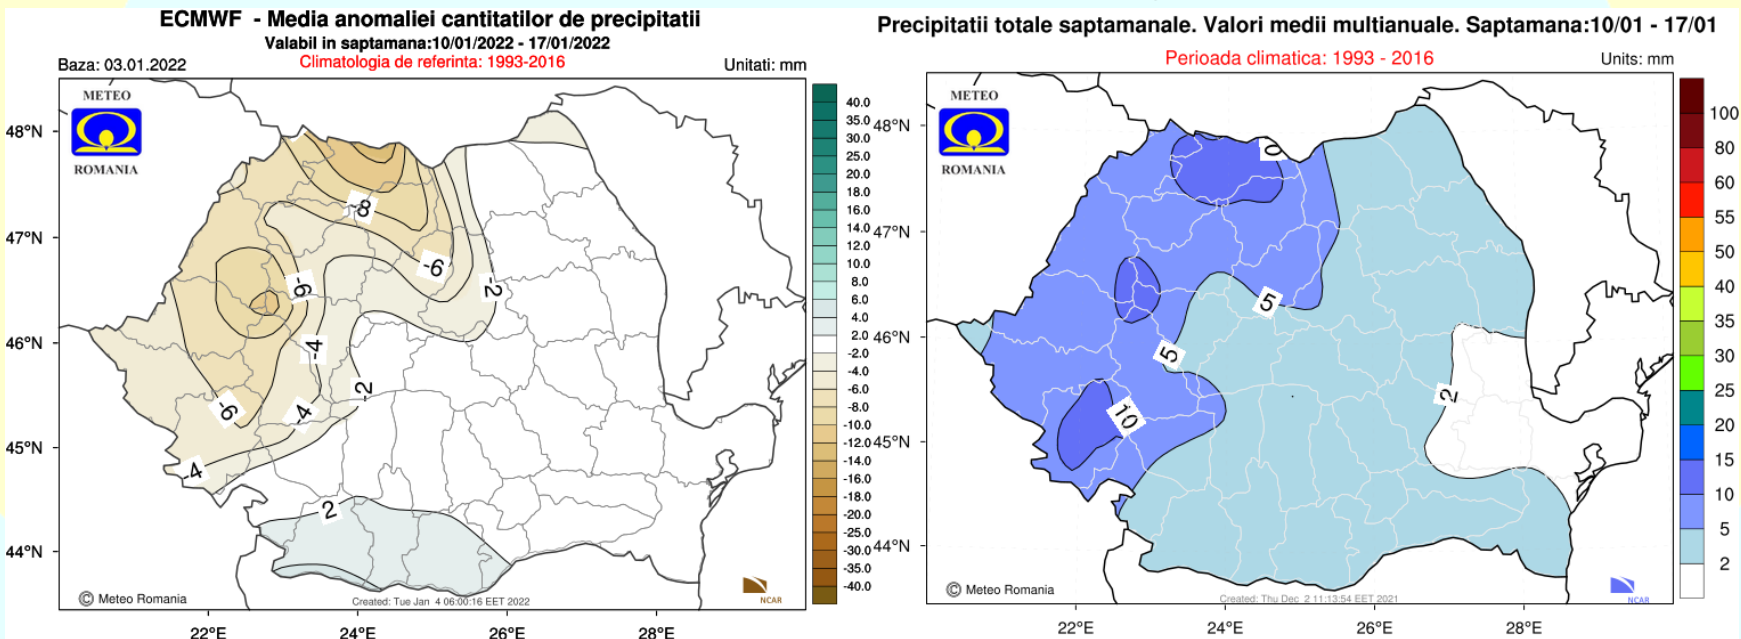 ECMWF - Media anomaliei cantitatilor de precipitatii
Valabil in saptamana:10/01/2022 - 17/01/2022
Baza: 03.01.2022
Climatologia de referinta: 1993-2016
Unitati: mm
METEO
ROMANIA
48°N
47°N
46°N
45°N
44°N
22°E
24°E
26°E
28°E
-8
-6
-2
-6
-4
-2
-6
-4
-4
2
40.0
35.0
30.0
25.0
20.0
18.0
16.0
14.0
12.0
10.0
8.0
6.0
4.0
2.0
-2.0
-4.0
-6.0
-8.0
-10.0
-12.0
-14.0
-16.0
-18.0
-20.0
-25.0
-30.0
-35.0
-40.0
© Meteo Romania
Created: Tue Jan 4 06:00:16 EET 2022
NCAR
Precipitatii totale saptamanale. Valori medii multianuale. Saptamana:10/01 - 17/01
Perioada climatica: 1993 - 2016
Units: mm
METEO
ROMANIA
48°N
47°N
46°N
45°N
44°N
22°E
24°E
26°E
28°E
0
5
5
2
10
100
80
60
55
50
40
35
30
25
20
15
10
5
2
© Meteo Romania
Created: Thu Dec 2 11:13:54 EET 2021
NCAR